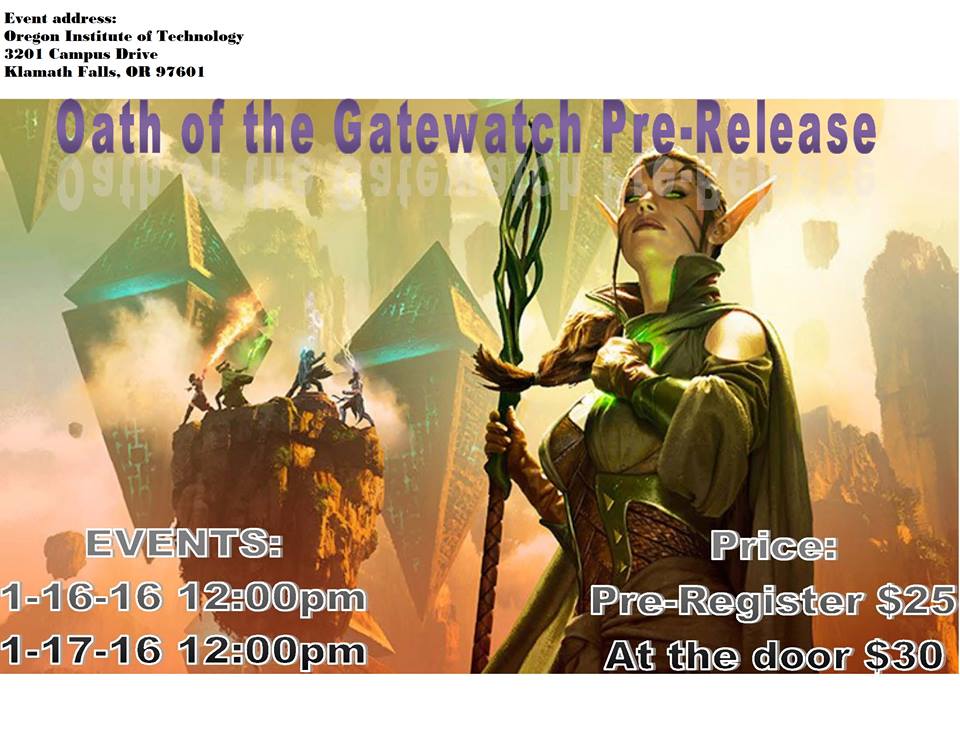 Event address:
Oregon Institute of Technology
3201 Campus Drive
Klamath Falls, OR 97601
Oath of the Gatewatch Pre-Release
EVENTS:
1-16-16 12:00pm
1-17-16 12:00pm
Price:
Pre-Register $25
At the door $30